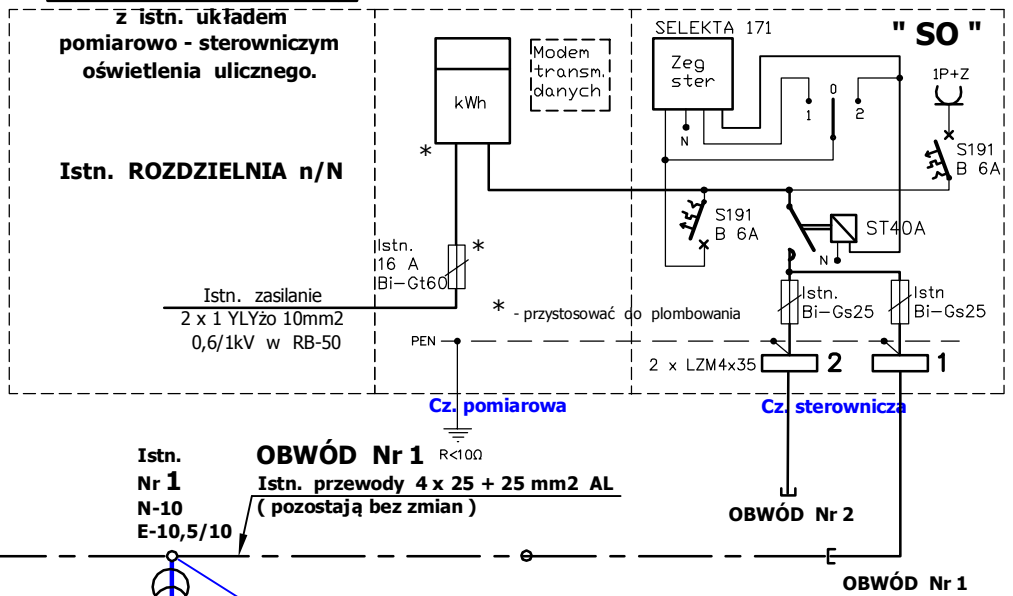 z istn. układem
pomiarowo - sterowniczym
oświetlenia ulicznego.
Istn. ROZDZIELNIA n/N
Istn. zasilanie
2 x 1 YLYżo 10mm2
0,6/1kV w RB-50
kWh
Modem
transm.
danych
*
*
Istn.
16 A
Bi-Gt60
* - przystosować do plombowania
PEN
R<10Ω
Cz. pomiarowa
SELEKTA 171
" SO "
Zeg
ster
N
1
0
2
1P+Z
S191
B 6A
S191
B 6A
ST40A
N
Istn.
Bi-Gs25
Istn
Bi-Gs25
2 x LZM4x35
2
1
Cz. sterownicza
Istn.
Nr 1
N-10
E-10,5/10
OBWÓD Nr 1
Istn. przewody 4 x 25 + 25 mm2 AL
( pozostają bez zmian )
OBWÓD Nr 2
OBWÓD Nr 1